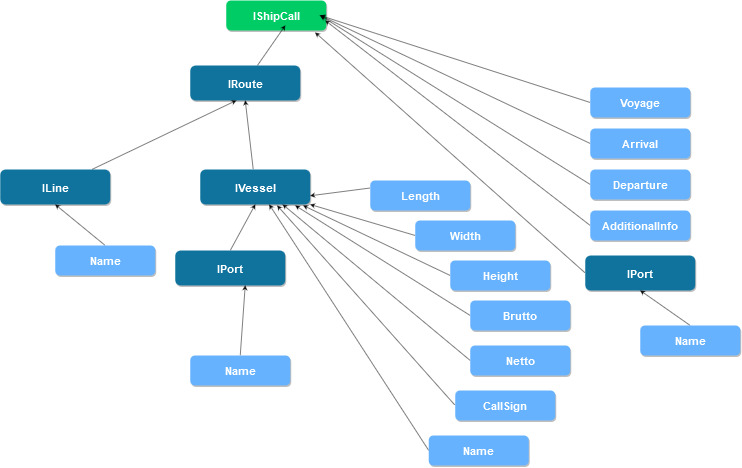 IShipCall
IRoute
Voyage
Arrival
ILine
IVessel
Departure
Length
AdditionalInfo
Width
Name
IPort
Height
IPort
Brutto
Name
Netto
Name
CallSign
Name